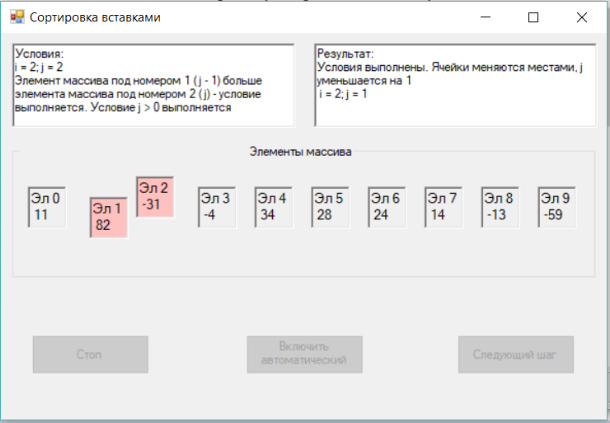 Сортировка вставками
Условия:
i = 2; j = 2
Элемент массива под номером 1 (j - 1) больше
элемента массива под номером 2 (j) - условие
выполняется. Условие j > 0 выполняется
Результат:
Условия выполнены. Ячейки меняются местами, j
уменьшается на 1
i = 2; j = 1
Элементы массива
Эл 0
11
Эл 1
82
Эл 2
-31
Эл 3
-4
Эл 4
34
Эл 5
28
Эл 6
24
Эл 7
14
Эл 8
-13
Эл 9
-59
Стоп
Включить
автоматический
Следующий шаг